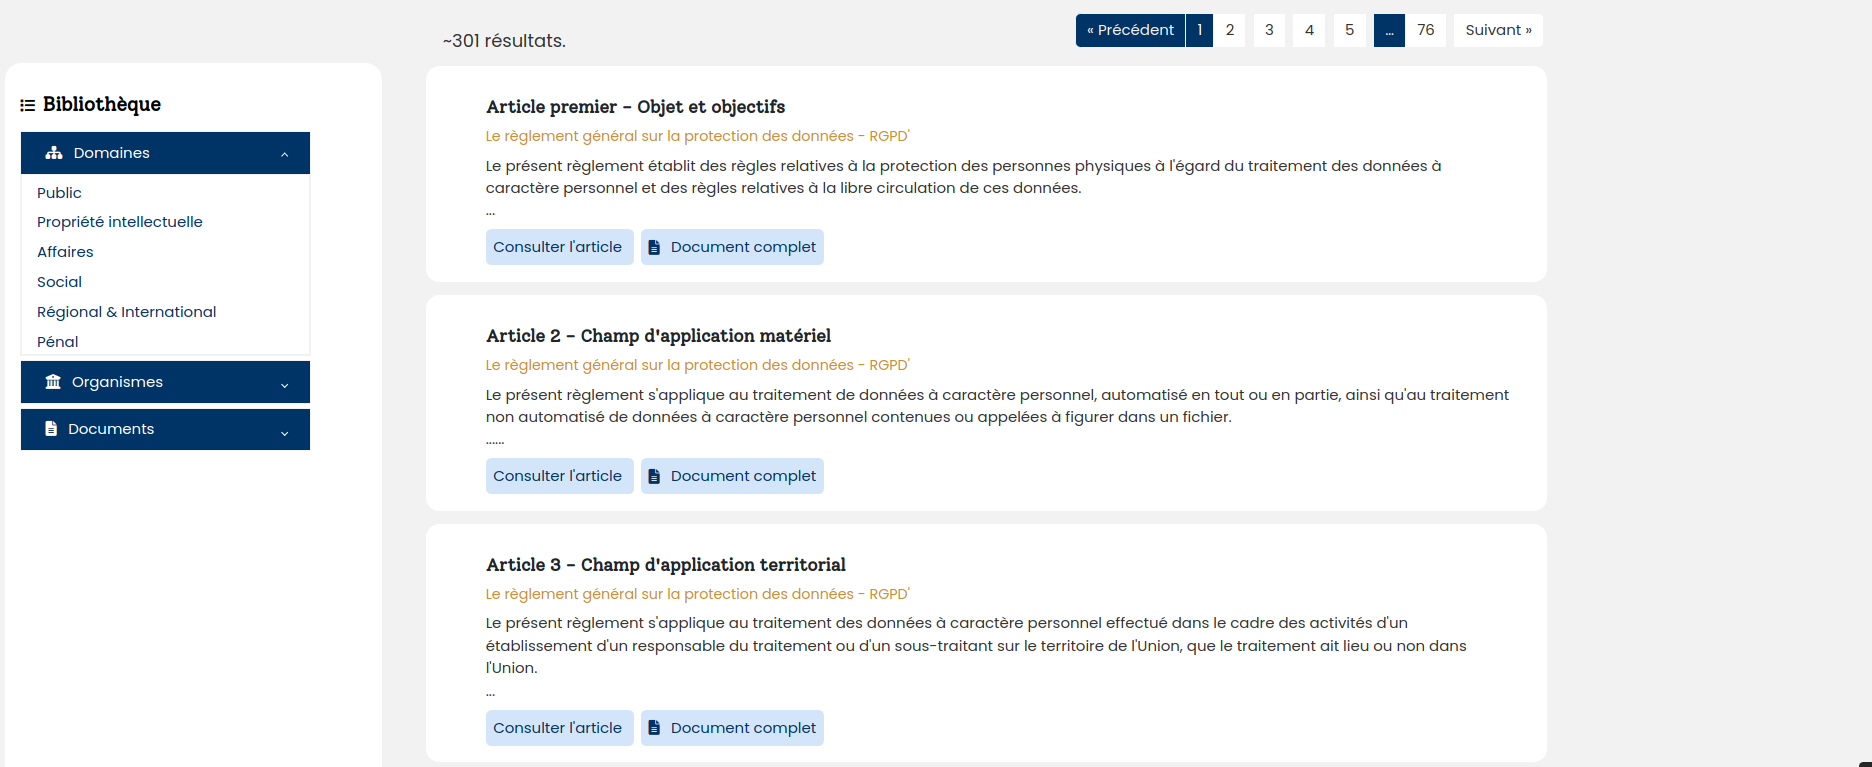 ~301 résultats.
« Précédent 1 2 3 4 5 ... 76 Suivant »
Bibliothèque
Domaines
Public
Propriété intellectuelle
Affaires
Social
Régional & International
Pénal
Organismes
Documents
Article premier - Objet et objectifs
Le règlement général sur la protection des données - RGPD'
Le présent règlement établit des règles relatives à la protection des personnes physiques à l'égard du traitement des données à
caractère personnel et des règles relatives à la libre circulation de ces données.
...
Consulter l'article Document complet
Article 2 - Champ d'application matériel
Le règlement général sur la protection des données - RGPD'
Le présent règlement s'applique au traitement de données à caractère personnel, automatisé en tout ou en partie, ainsi qu'au traitement
non automatisé de données à caractère personnel contenues ou appelées à figurer dans un fichier.
......
Consulter l'article Document complet
Article 3 - Champ d'application territorial
Le règlement général sur la protection des données - RGPD'
Le présent règlement s'applique au traitement des données à caractère personnel effectué dans le cadre des activités d'un
établissement d'un responsable du traitement ou d'un sous-traitant sur le territoire de l'Union, que le traitement ait lieu ou non dans
l'Union.
...
Consulter l'article Document complet